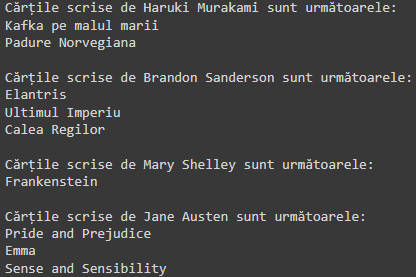 Cărțile scrise de Haruki Murakami sunt următoarele:
Kafka pe malul marii
Padure Norvegiana
Cărțile scrise de Brandon Sanderson sunt următoarele:
Elantris
Ultimul Imperiu
Calea Regilor
Cărțile scrise de Mary Shelley sunt următoarele:
Frankenstein
Cărțile scrise de Jane Austen sunt următoarele:
Pride and Prejudice
Emma
Sense and Sensibility